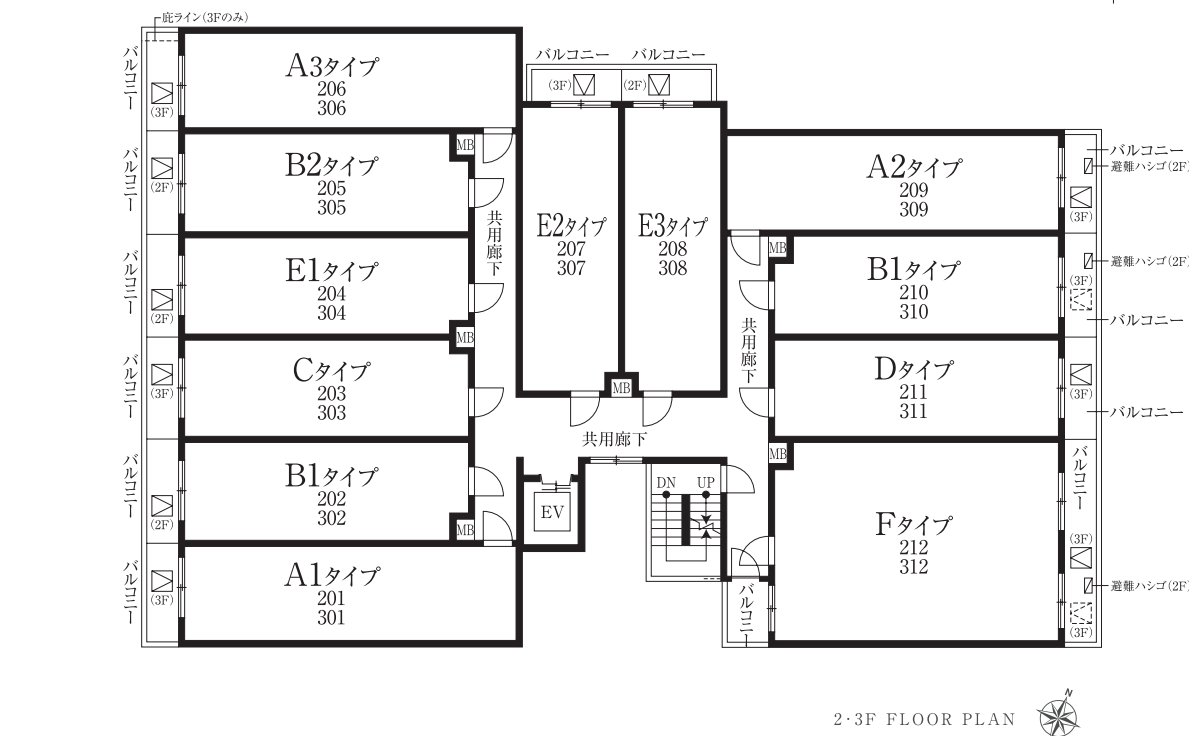 庇ライン(3Fのみ)
バルコニー
(3F)
A3タイプ
206
306
バルコニー
(2F)
MB
B2タイプ
205
305
共用廊下
バルコニー
(2F)
E1タイプ
204
304
MB
バルコニー
(3F)
Cタイプ
203
303
バルコニー
(2F)
B1タイプ
202
302
MB
バルコニー
(3F)
A1タイプ
201
301
バルコニー
バルコニー
(3F)
(2F)
E2タイプ
207
307
E3タイプ
208
308
MB
共用廊下
EV
DN
UP
A2タイプ
209
309
バルコニー
避難ハシゴ(2F)
(3F)
MB
B1タイプ
210
310
避難ハシゴ(2F)
(3F)
バルコニー
共用廊下
Dタイプ
211
311
(3F)
バルコニー
MB
Fタイプ
212
312
バルコニー
(3F)
避難ハシゴ(2F)
(3F)
バルコニー
2・3F FLOOR PLAN
N